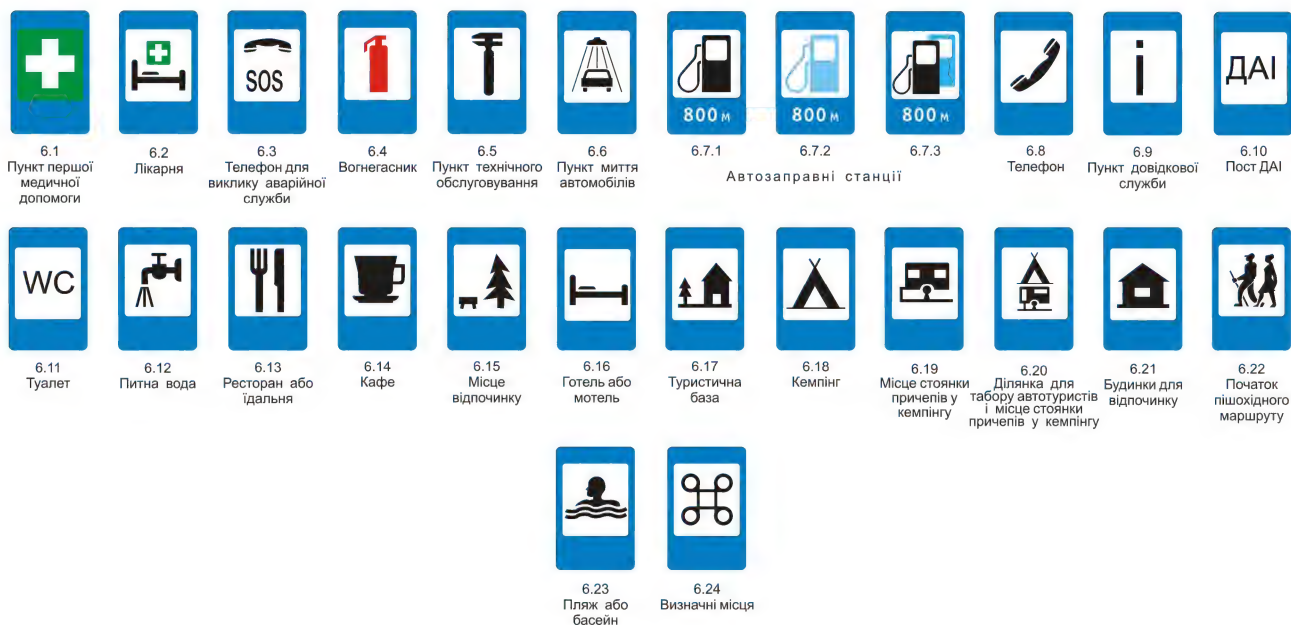 SOS
800 м
800 м
800 м
i
ДАІ
6.1
Пункт першої
медичної
допомоги
6.2
Лікарня
6.3
Телефон для
виклику аварійної
служби
6.4
Вогнегасник
6.5
Пункт технічного
обслуговування
6.6
Пункт миття
автомобілів
6.7.1
6.7.2
6.7.3
Автозаправні станції
6.8
Телефон
6.9
Пункт довідкової
служби
6.10
Пост ДАІ
WC
6.11
Туалет
6.12
Питна вода
6.13
Ресторан або
їдальня
6.14
Кафе
6.15
Місце
відпочинку
6.16
Готель або
мотель
6.17
Туристична
база
6.18
Кемпінг
6.19
Місце стоянки
причепів у
кемпінгу
6.20
Ділянка для
табору автотуристів
і місце стоянки
причепів у кемпінгу
6.21
Будинки для
відпочинку
6.22
Початок
пішохідного
маршруту
6.23
Пляж або
басейн
6.24
Визначні місця